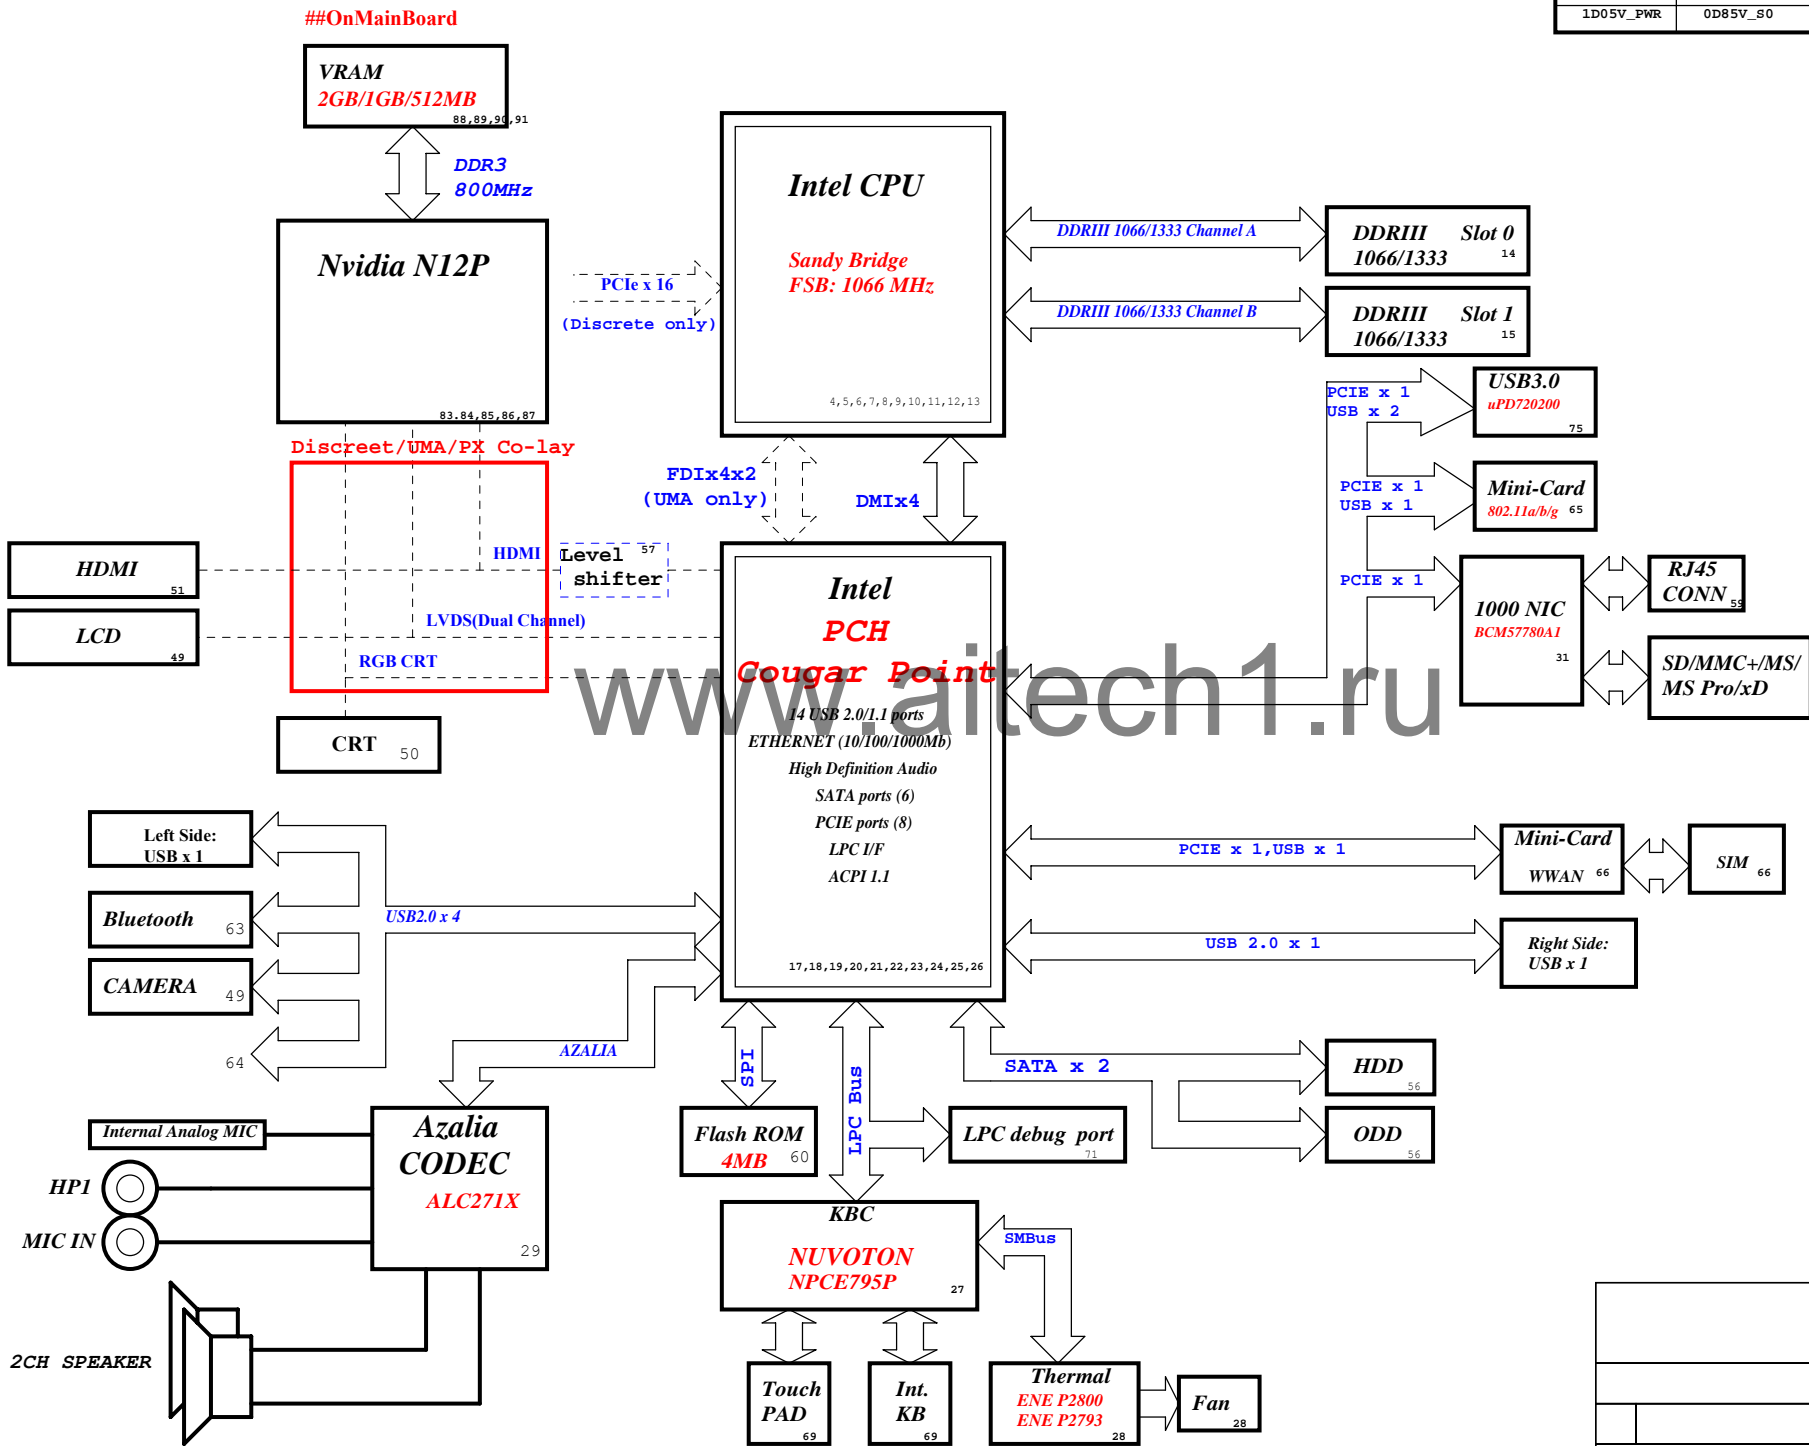 ##OnMainBoard
1D05V_PWR 0D85V_S0
VRAM
2GB/1GB/512MB
88,89,90,91
DDR3
800MHz
Nvidia N12P
83.84,85,86,87
PCIe x 16
(Discrete only)
Intel CPU
Sandy Bridge
FSB: 1066 MHz
4,5,6,7,8,9,10,11,12,13
DDRIII 1066/1333 Channel A
DDRIII Slot 0
1066/1333 14
DDRIII 1066/1333 Channel B
DDRIII Slot 1
1066/1333 15
PCIE x 1
USB x 2
USB3.0
uPD720200
75
PCIE x 1
USB x 1
Mini-Card
802.11a/b/g 65
PCIE x 1
1000 NIC
BCM57780A1
31
RJ45
CONN 59
SD/MMC+/MS/
MS Pro/xD
Discreet/UMA/PX Co-lay
FDIx4x2
(UMA only)
DMIx4
HDMI
51
LCD
49
HDMI
Level 57
shifter
LVDS(Dual Channel)
RGB CRT
CRT 50
Intel
PCH
Cougar Point
www.aitech1.ru
14 USB 2.0/1.1 ports
ETHERNET (10/100/1000Mb)
High Definition Audio
SATA ports (6)
PCIE ports (8)
LPC I/F
ACPI 1.1
17,18,19,20,21,22,23,24,25,26
Left Side:
USB x 1
Bluetooth 63
CAMERA 49
64
USB2.0 x 4
AZALIA
PCIE x 1,USB x 1
Mini-Card
WWAN 66
SIM 66
USB 2.0 x 1
Right Side:
USB x 1
SPI
LPC Bus
SATA x 2
HDD
56
ODD
56
Flash ROM
4MB 60
LPC debug port
71
Internal Analog MIC
HP1
MIC IN
Azalia
CODEC
ALC271X
29
2CH SPEAKER
KBC
NUVOTON
NPCE795P
27
SMBus
Touch
PAD
69
Int.
KB
69
Thermal
ENE P2800
ENE P2793
28
Fan
28